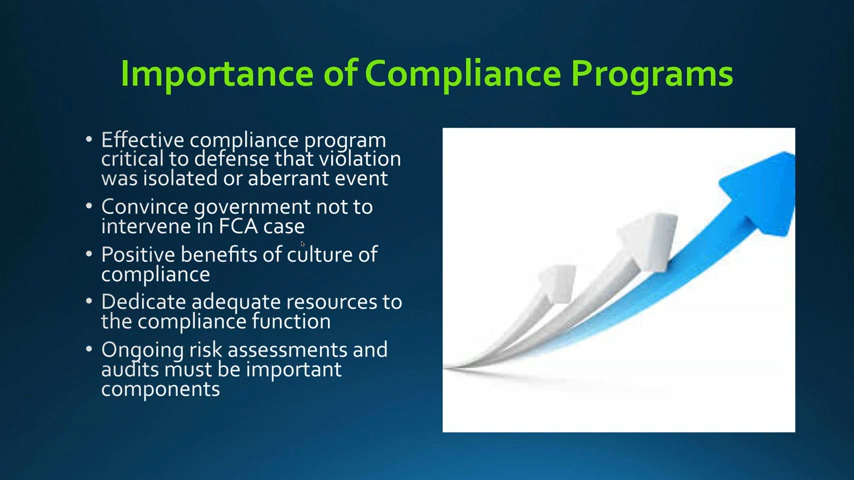 Importance of Compliance Programs
• Effective compliance program
critical to defense that violation
was isolated or aberrant event
• Convince government not to
intervene in FCA case
• Positive benefits of culture of
compliance
• Dedicate adequate resources to
the compliance function
• Ongoing risk assessments and
audits must be important
components